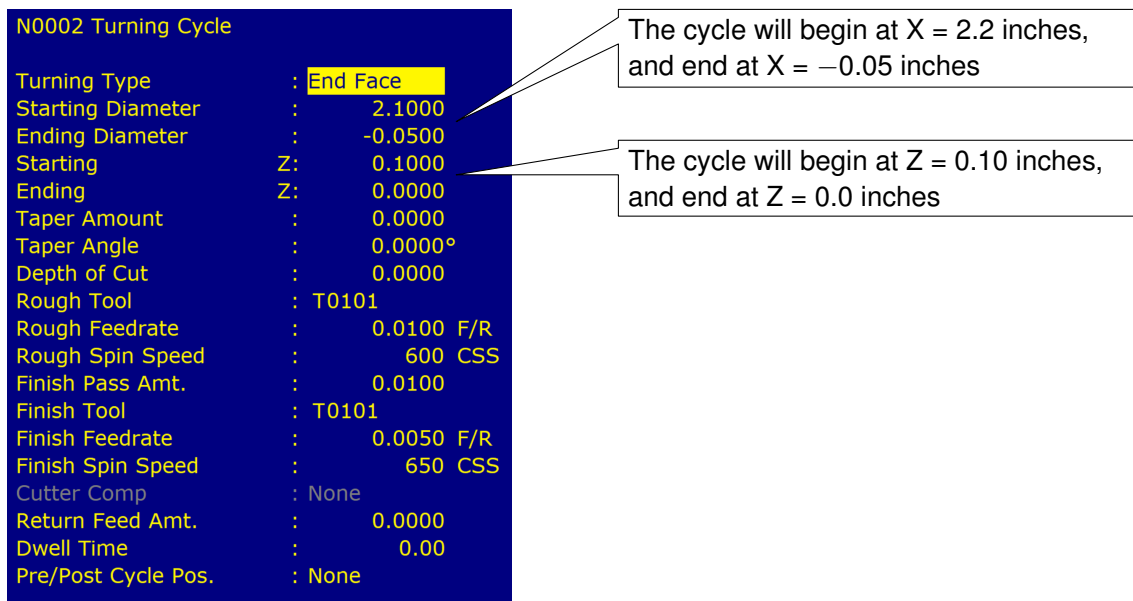 N0002 Turning Cycle
Turning Type : End Face
Starting Diameter : 2.1000
Ending Diameter : -0.0500
Starting Z: 0.1000
Ending Z: 0.0000
Taper Amount : 0.0000
Taper Angle : 0.0000°
Depth of Cut : 0.0000
Rough Tool : T0101
Rough Feedrate : 0.0100 F/R
Rough Spin Speed : 600 CSS
Finish Pass Amt. : 0.0100
Finish Tool : T0101
Finish Feedrate : 0.0050 F/R
Finish Spin Speed : 650 CSS
Cutter Comp : None
Return Feed Amt. : 0.0000
Dwell Time : 0.00
Pre/Post Cycle Pos. : None
The cycle will begin at X = 2.2 inches,
and end at X = −0.05 inches
The cycle will begin at Z = 0.10 inches,
and end at Z = 0.0 inches